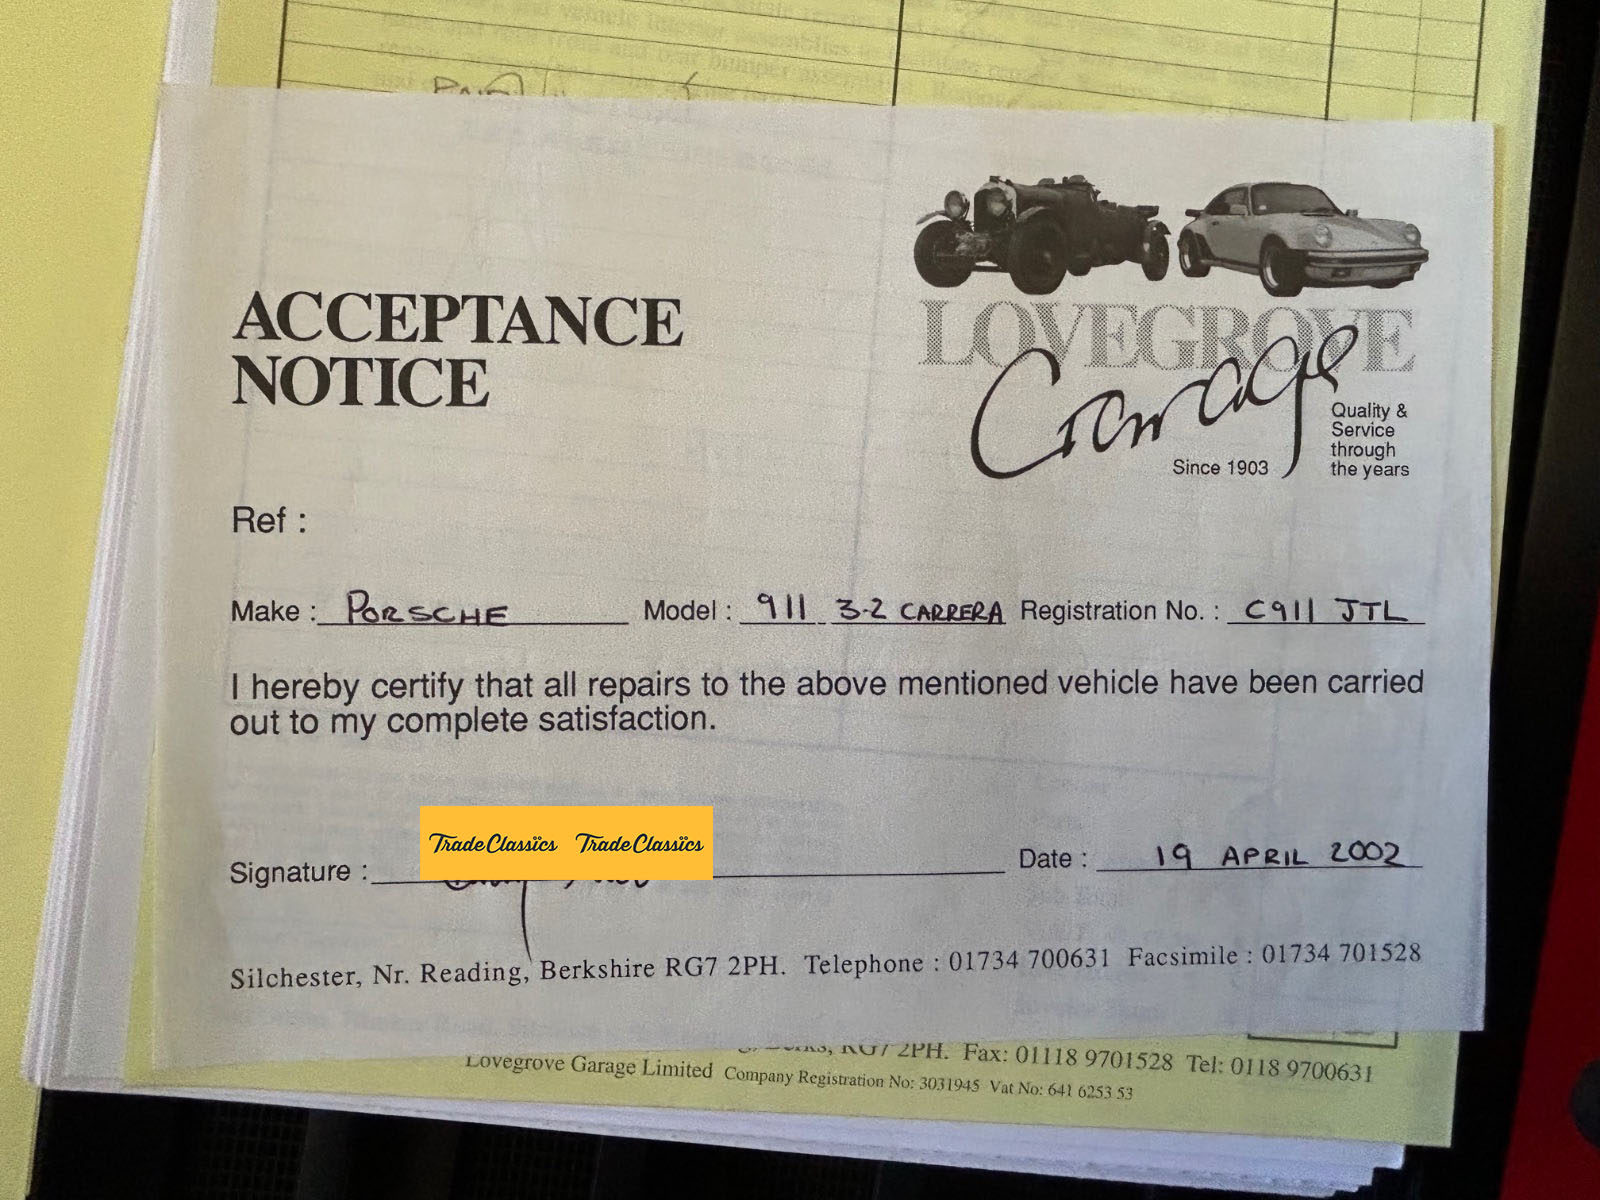 ACCEPTANCE
NOTICE
LOVEGROVE
Garage
Since 1903
Quality &
Service
through
the years
Ref :
Make : PORSCHE Model : 911 3-2 CARRERA Registration No. : C911 JTL
I hereby certify that all repairs to the above mentioned vehicle have been carried
out to my complete satisfaction.
TradeClassics TradeClassics
Signature : Date : 19 APRIL 2002
Silchester, Nr. Reading, Berkshire RG7 2PH. Telephone : 01734 700631 Facsimile : 01734 701528
RG7 2PH. Fax: 01118 9701528 Tel: 0118 9700631
Lovegrove Garage Limited Company Registration No: 3031945 Vat No: 641 6253 53